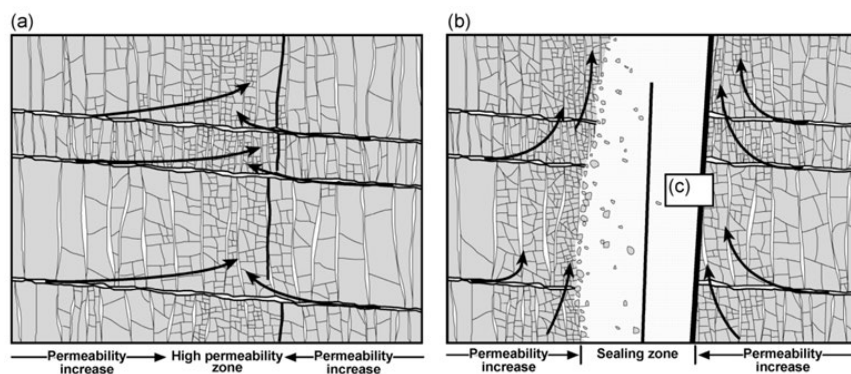 (a)
(b)
(c)
Permeability increase
High permeability zone
Permeability increase
Permeability increase
Sealing zone
Permeability increase